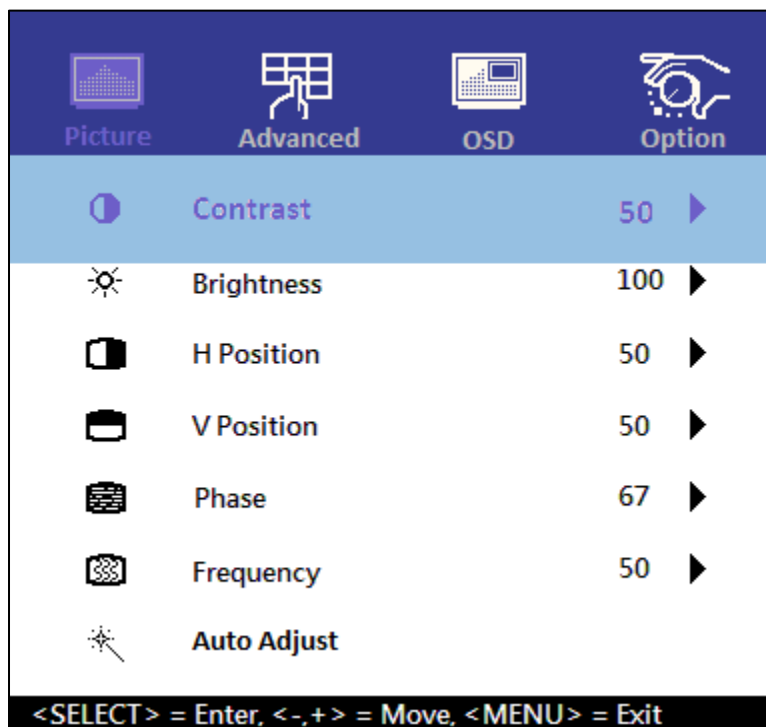 Picture Advanced OSD Option
Contrast 50
Brightness 100
H Position 50
V Position 50
Phase 67
Frequency 50
Auto Adjust
<SELECT> = Enter, <-,+> = Move, <MENU> = Exit